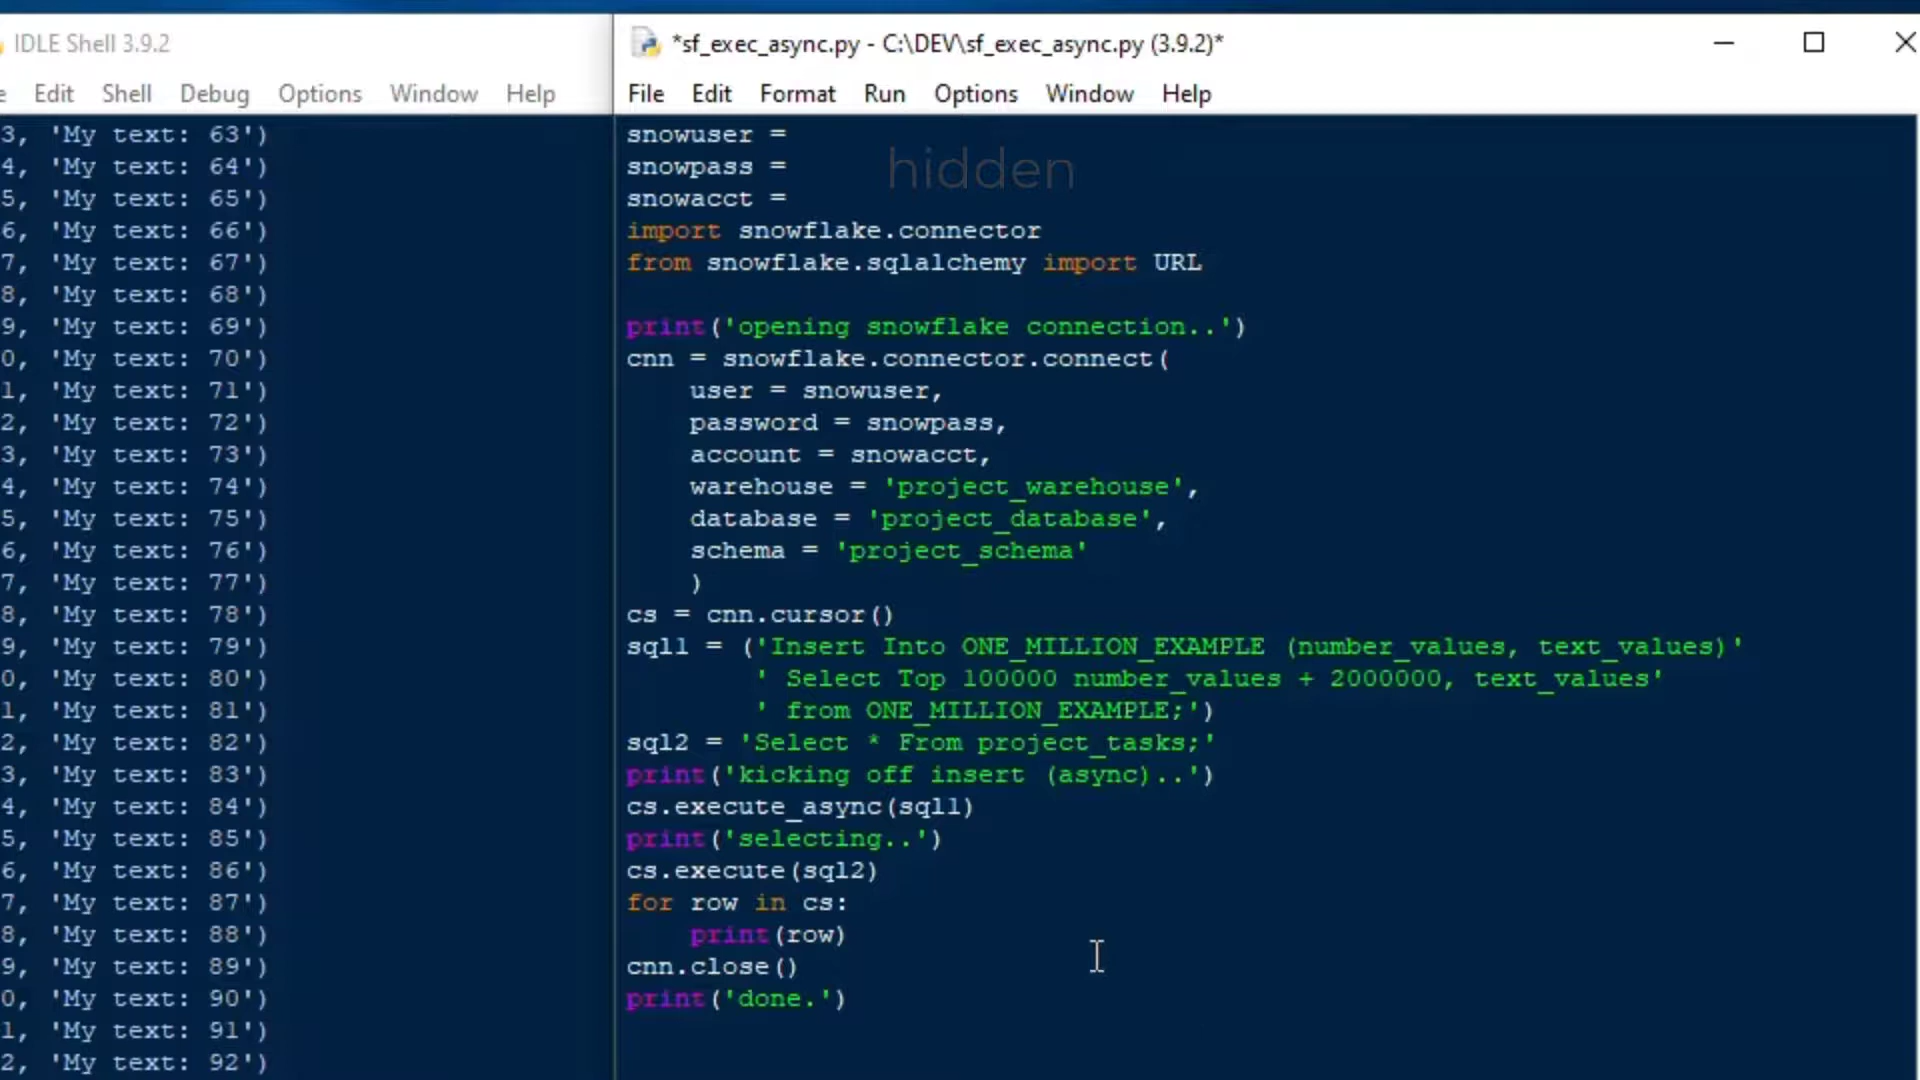 IDLE Shell 3.9.2
Edit Shell Debug Options Window Help
3, 'My text: 63')
4, 'My text: 64')
5, 'My text: 65')
6, 'My text: 66')
7, 'My text: 67')
8, 'My text: 68')
9, 'My text: 69')
0, 'My text: 70')
1, 'My text: 71')
2, 'My text: 72')
3, 'My text: 73')
4, 'My text: 74')
5, 'My text: 75')
6, 'My text: 76')
7, 'My text: 77')
8, 'My text: 78')
9, 'My text: 79')
0, 'My text: 80')
1, 'My text: 81')
2, 'My text: 82')
3, 'My text: 83')
4, 'My text: 84')
5, 'My text: 85')
6, 'My text: 86')
7, 'My text: 87')
8, 'My text: 88')
9, 'My text: 89')
0, 'My text: 90')
1, 'My text: 91')
2, 'My text: 92')
*sf_exec_async.py - C:\DEV\sf_exec_async.py (3.9.2)*
File Edit Format Run Options Window Help
snowuser =
snowpass =
hidden
snowacct =
import snowflake.connector
from snowflake.sqlalchemy import URL
print('opening snowflake connection..')
cnn = snowflake.connector.connect(
    user = snowuser,
    password = snowpass,
    account = snowacct,
    warehouse = 'project_warehouse',
    database = 'project_database',
    schema = 'project_schema'
    )
cs = cnn.cursor()
sql1 = ('Insert Into ONE_MILLION_EXAMPLE (number_values, text_values)'
        ' Select Top 100000 number_values + 2000000, text_values'
        ' from ONE_MILLION_EXAMPLE;')
sql2 = 'Select * From project_tasks;'
print('kicking off insert (async)..')
cs.execute_async(sql1)
print('selecting..')
cs.execute(sql2)
for row in cs:
    print(row)
cnn.close()
print('done.')